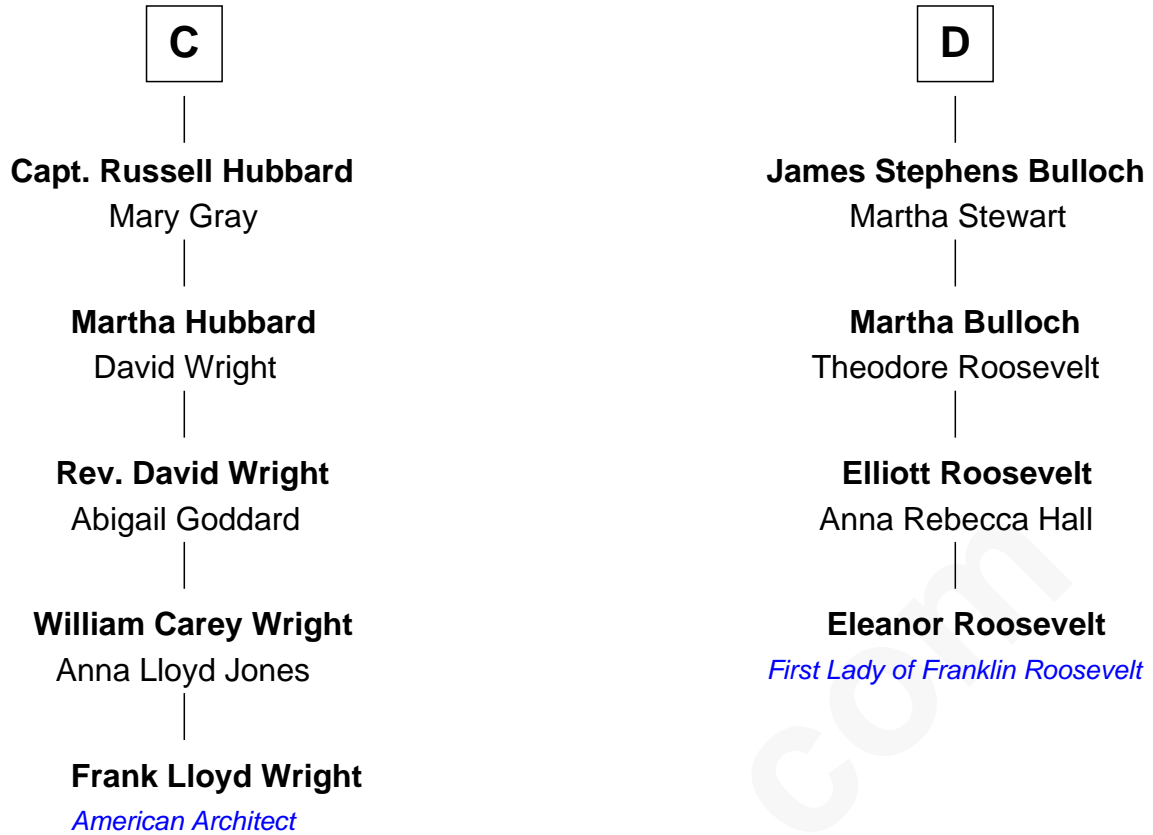 C
Capt. Russell Hubbard
Mary Gray
Martha Hubbard
David Wright
Rev. David Wright
Abigail Goddard
William Carey Wright
Anna Lloyd Jones
Frank Lloyd Wright
American Architect
D
James Stephens Bulloch
Martha Stewart
Martha Bulloch
Theodore Roosevelt
Elliott Roosevelt
Anna Rebecca Hall
Eleanor Roosevelt
First Lady of Franklin Roosevelt
com